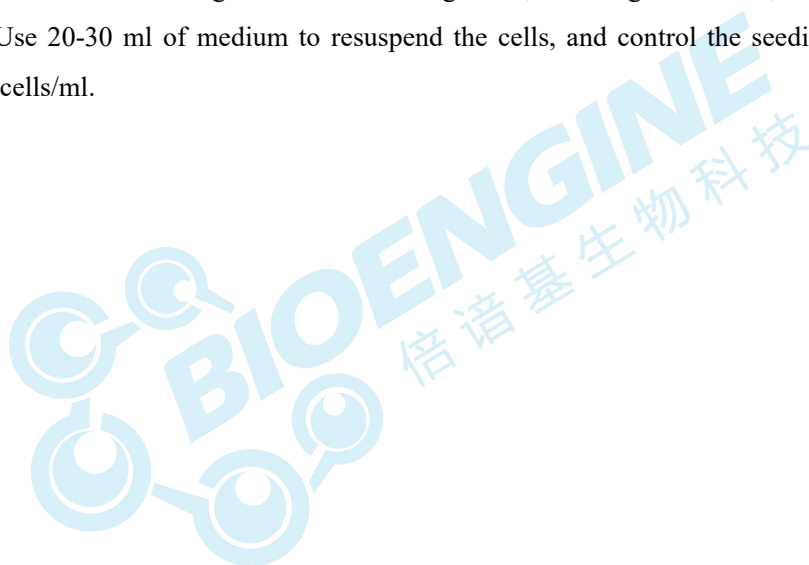 Use 20-30 ml of medium to resuspend the cells, and control the seedi
cells/ml.
BIOENGINE
倍谙基生物科技